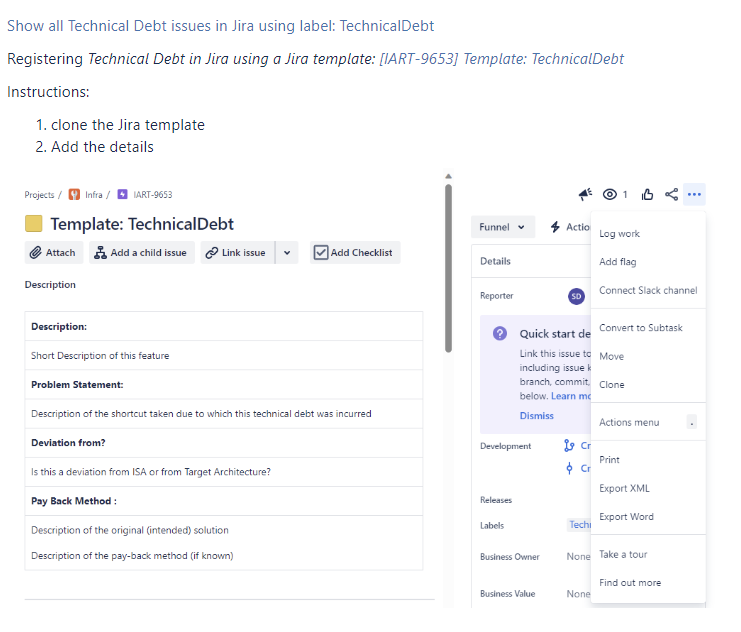 Show all Technical Debt issues in Jira using label: TechnicalDebt
Registering Technical Debt in Jira using a Jira template: [IART-9653] Template: TechnicalDebt
Instructions:
1. clone the Jira template
2. Add the details
Projects / Infra / IART-9653
1
Template: TechnicalDebt
Attach Add a child issue Link issue Add Checklist
Description
Description:
Short Description of this feature
Problem Statement:
Description of the shortcut taken due to which this technical debt was incurred
Deviation from?
Is this a deviation from ISA or from Target Architecture?
Pay Back Method :
Description of the original (intended) solution
Description of the pay-back method (if known)
Funnel Actio
Details
Reporter SD
Quick start de
Link this issue to
including issue k
branch, commit,
below. Learn mo
Dismiss
Development Cr
Cr
Releases
Labels Techn
Business Owner None
Business Value None
Log work
Add flag
Connect Slack channel
Convert to Subtask
Move
Clone
Actions menu .
Print
Export XML
Export Word
Take a tour
Find out more